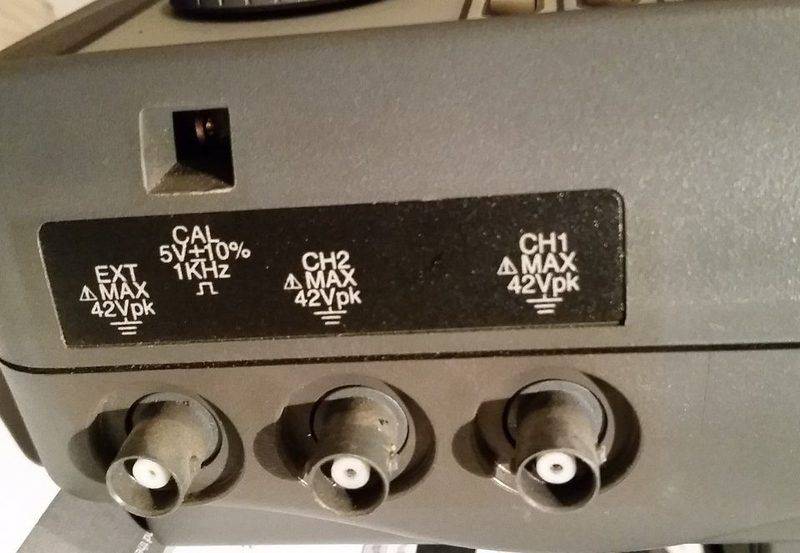 EXT
⚠MAX
42Vpk
CAL
5V±10%
1KHz
CH2
⚠MAX
42Vpk
CH1
⚠MAX
42Vpk